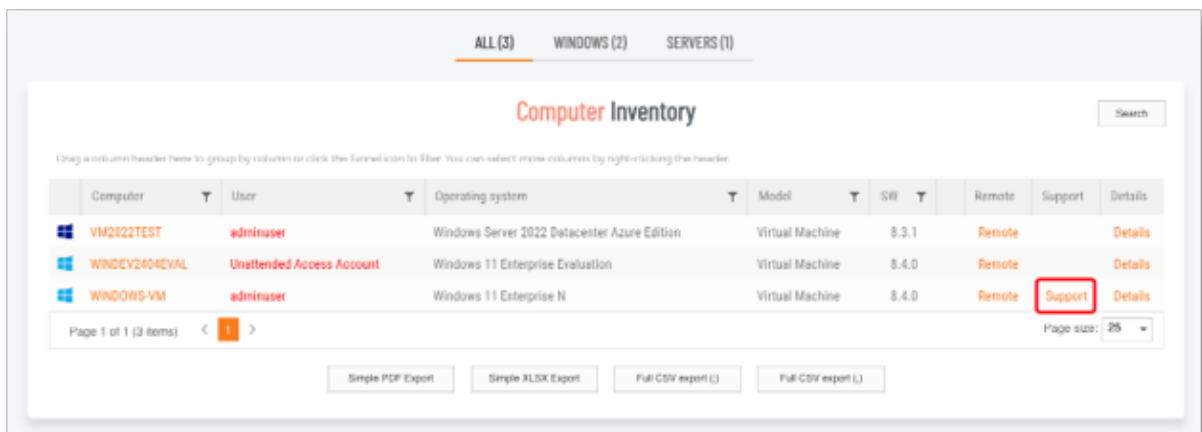 ALL (3) WINDOWS (2) SERVERS (1)
Computer Inventory
Search
Drag a column header here to group by column or click the funnel icon to filter. You can select more columns by right-clicking the header.
Computer User Operating system Model SW Remote Support Details
VM2022TEST adminuser Windows Server 2022 Datacenter Azure Edition Virtual Machine 8.3.1 Remote Details
WINDEV2404EVAL Unattended Access Account Windows 11 Enterprise Evaluation Virtual Machine 8.4.0 Remote Details
WINDOWS-VM adminuser Windows 11 Enterprise N Virtual Machine 8.4.0 Remote Support Details
Page 1 of 1 (3 items) < 1 > Page size: 25
Simple PDF Export Simple XLSX Export Full CSV export (;) Full CSV export (,)